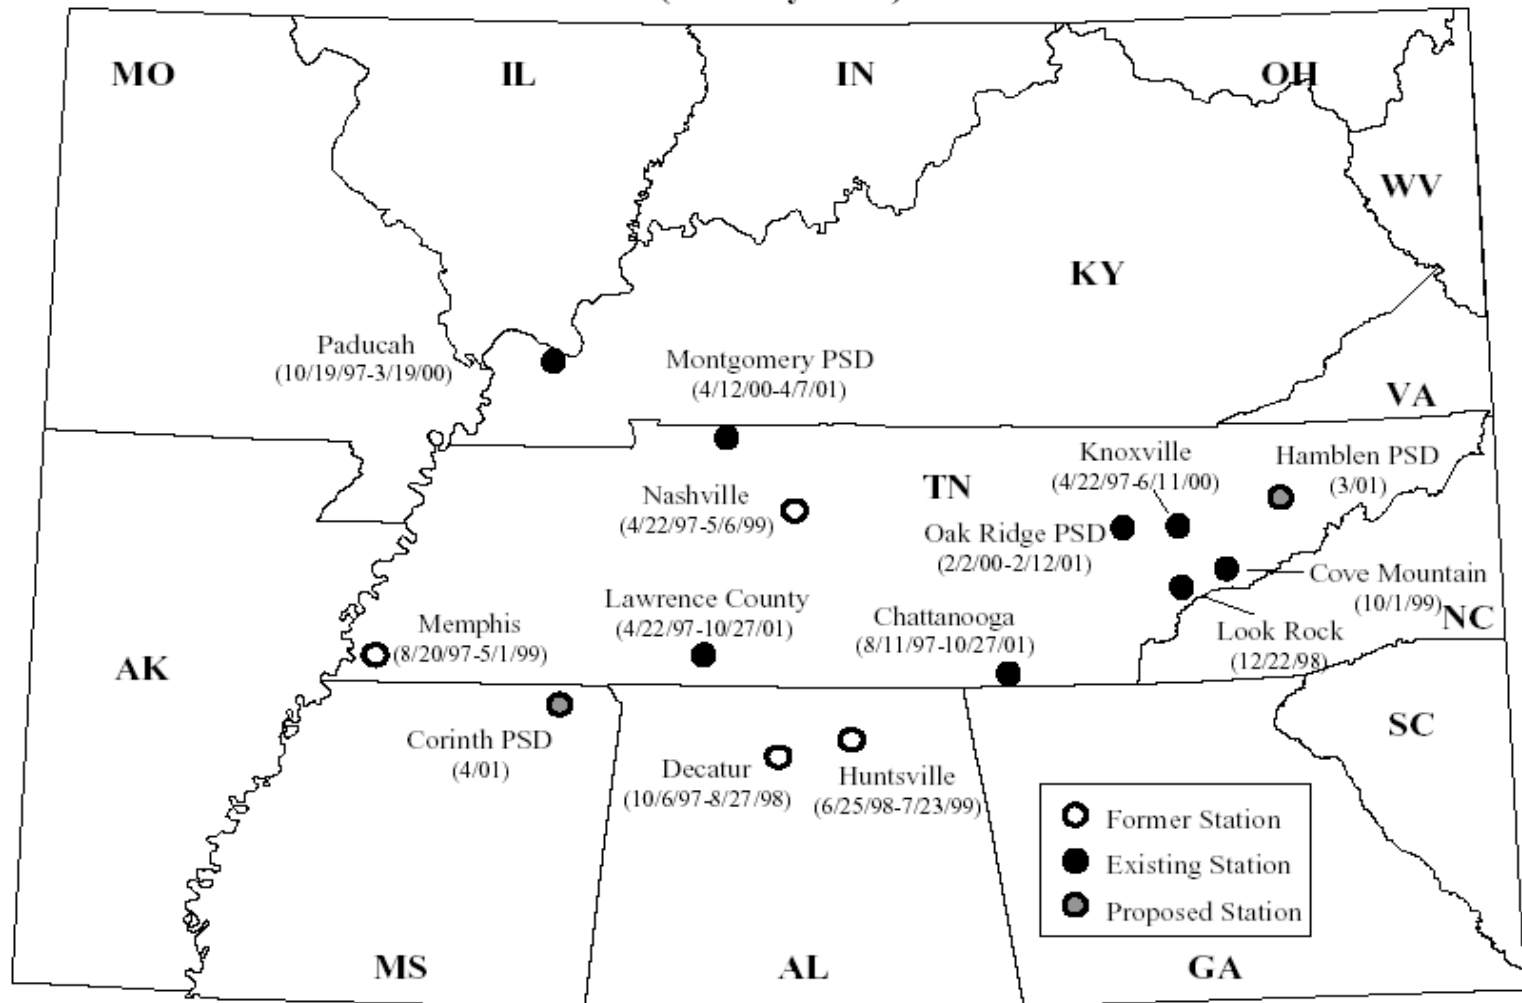 MO
IL
IN
OH
WV
KY
VA
Paducah
(10/19/97-3/19/00)
Montgomery PSD
(4/12/00-4/7/01)
Knoxville
(4/22/97-6/11/00)
Hamblen PSD
(3/01)
TN
Nashville
(4/22/97-5/6/99)
Oak Ridge PSD
(2/2/00-2/12/01)
Cove Mountain
(10/1/99)
NC
Lawrence County
(4/22/97-10/27/01)
Chattanooga
(8/11/97-10/27/01)
Look Rock
(12/22/98)
Memphis
(8/20/97-5/1/99)
AK
SC
Corinth PSD
(4/01)
Decatur
(10/6/97-8/27/98)
Huntsville
(6/25/98-7/23/99)
Former Station
Existing Station
Proposed Station
MS
AL
GA